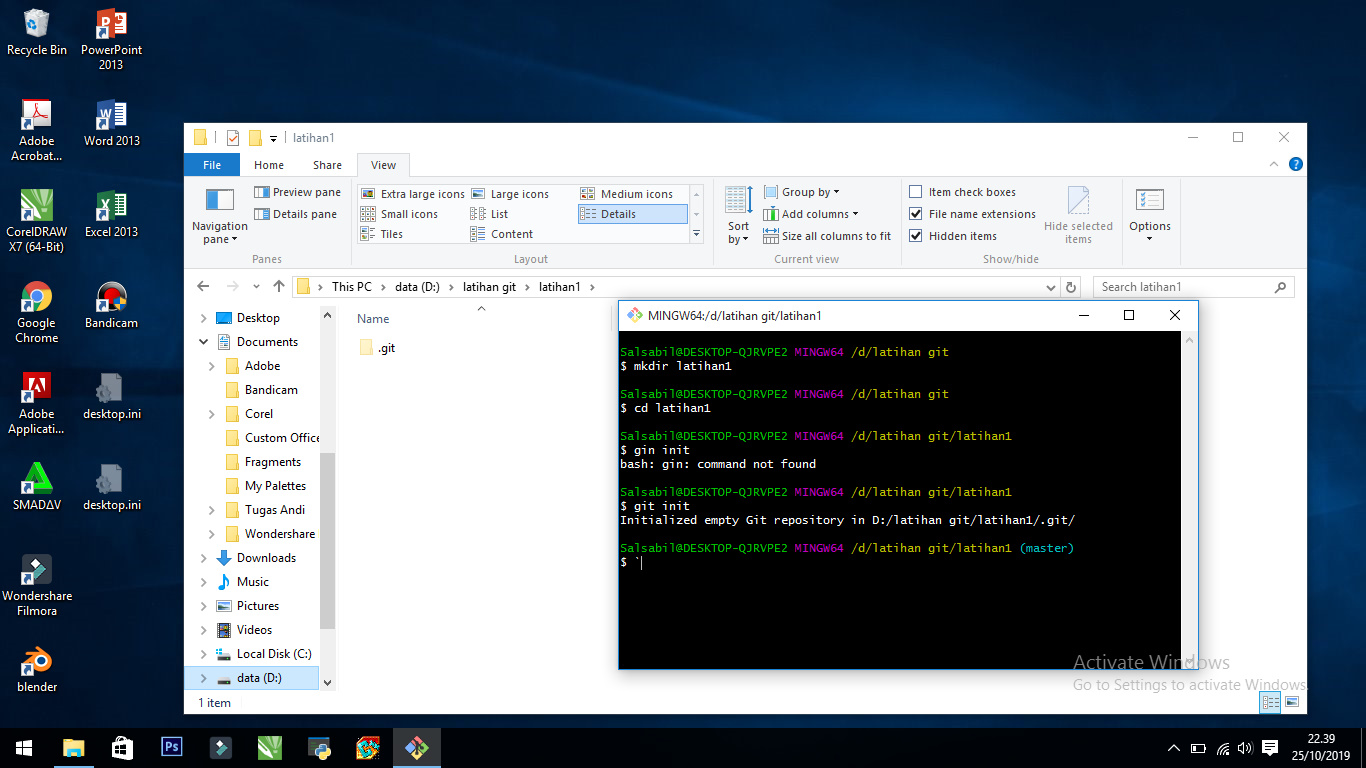 Recycle Bin
PowerPoint 2013
Adobe Acrobat...
Word 2013
CorelDRAW X7 (64-Bit)
Excel 2013
Google Chrome
Bandicam
Adobe Applicati...
desktop.ini
SMADΔV
desktop.ini
Wondershare Filmora
blender
latihan1
File
Home
Share
View
Navigation pane
Preview pane
Details pane
Panes
Extra large icons
Large icons
Medium icons
Small icons
List
Details
Tiles
Content
Layout
Sort by
Group by
Add columns
Size all columns to fit
Current view
Item check boxes
File name extensions
Hidden items
Hide selected items
Show/hide
Options
This PC
data (D:)
latihan git
latihan1
Search latihan1
Desktop
Documents
Adobe
Bandicam
Corel
Custom Office
Fragments
My Palettes
Tugas Andi
Wondershare
Downloads
Music
Pictures
Videos
Local Disk (C:)
data (D:)
Name
.git
1 item
MINGW64:/d/latihan git/latihan1
Salsabil@DESKTOP-QJRVPE2 MINGW64 /d/latihan git
$ mkdir latihan1
Salsabil@DESKTOP-QJRVPE2 MINGW64 /d/latihan git
$ cd latihan1
Salsabil@DESKTOP-QJRVPE2 MINGW64 /d/latihan git/latihan1
$ gin init
bash: gin: command not found
Salsabil@DESKTOP-QJRVPE2 MINGW64 /d/latihan git/latihan1
$ git init
Initialized empty Git repository in D:/latihan git/latihan1/.git/
Salsabil@DESKTOP-QJRVPE2 MINGW64 /d/latihan git/latihan1 (master)
$ `
Activate Windows
Go to Settings to activate Windows.
Ps
22.39
25/10/2019